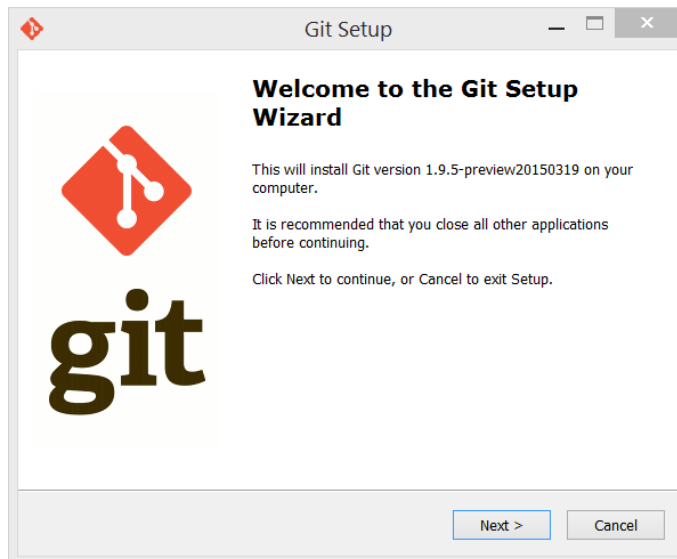 Git Setup
Welcome to the Git Setup
Wizard
This will install Git version 1.9.5-preview20150319 on your
computer.
It is recommended that you close all other applications
before continuing.
Click Next to continue, or Cancel to exit Setup.
git
Next >
Cancel